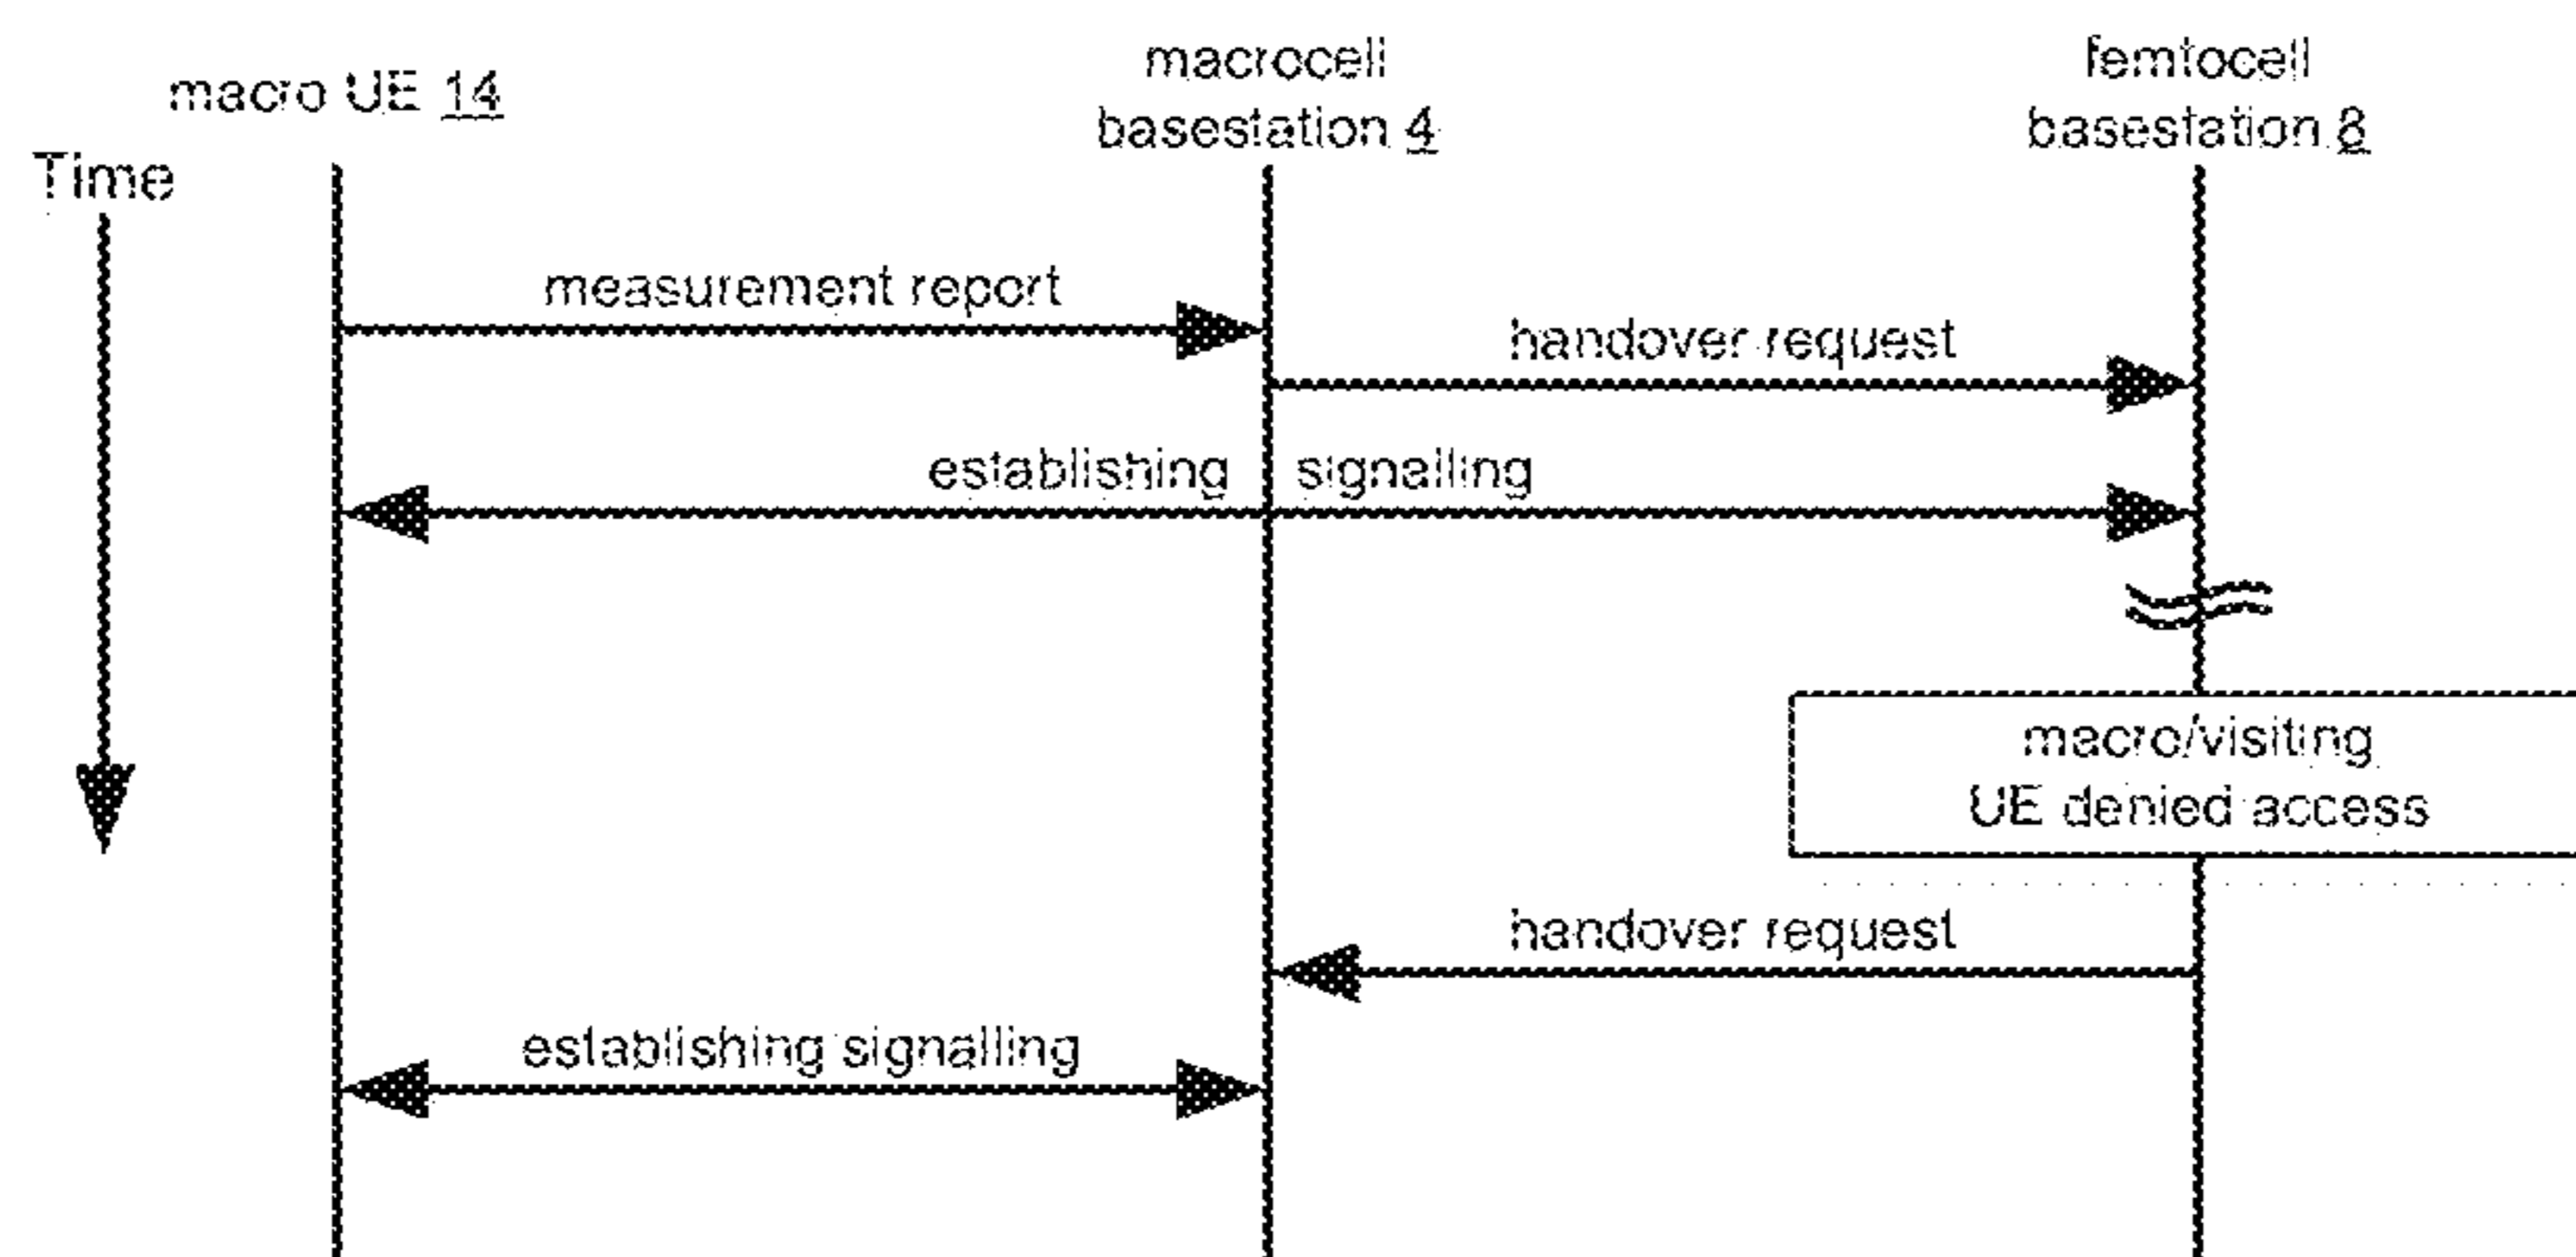 macro UE 14
macrocell
basestation 4
femtocell
basestation 8
Time
measurement report
handover request
establishing signalling
macro/visiting
UE denied access
handover request
establishing signalling